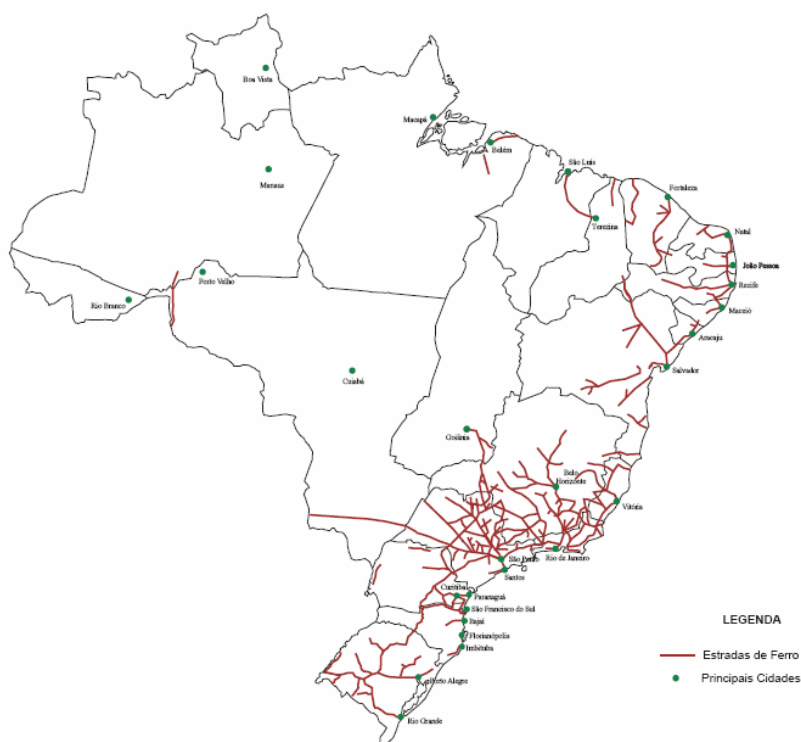 Boa Vista
Macapá
Belém
São Luis
Manaus
Fortaleza
Terezina
Natal
João Pessoa
Porto Velho
Recife
Rio Branco
Maceió
Aracaju
Cuiabá
Salvador
Goiânia
Belo
Horizonte
Vitória
São Paulo
Rio de Janeiro
Santos
Curitiba
Paranaguá
São Francisco do Sul
Itajaí
LEGENDA
Florianópolis
Imbituba
Estradas de Ferro
Porto Alegre
Principais Cidades
Rio Grande